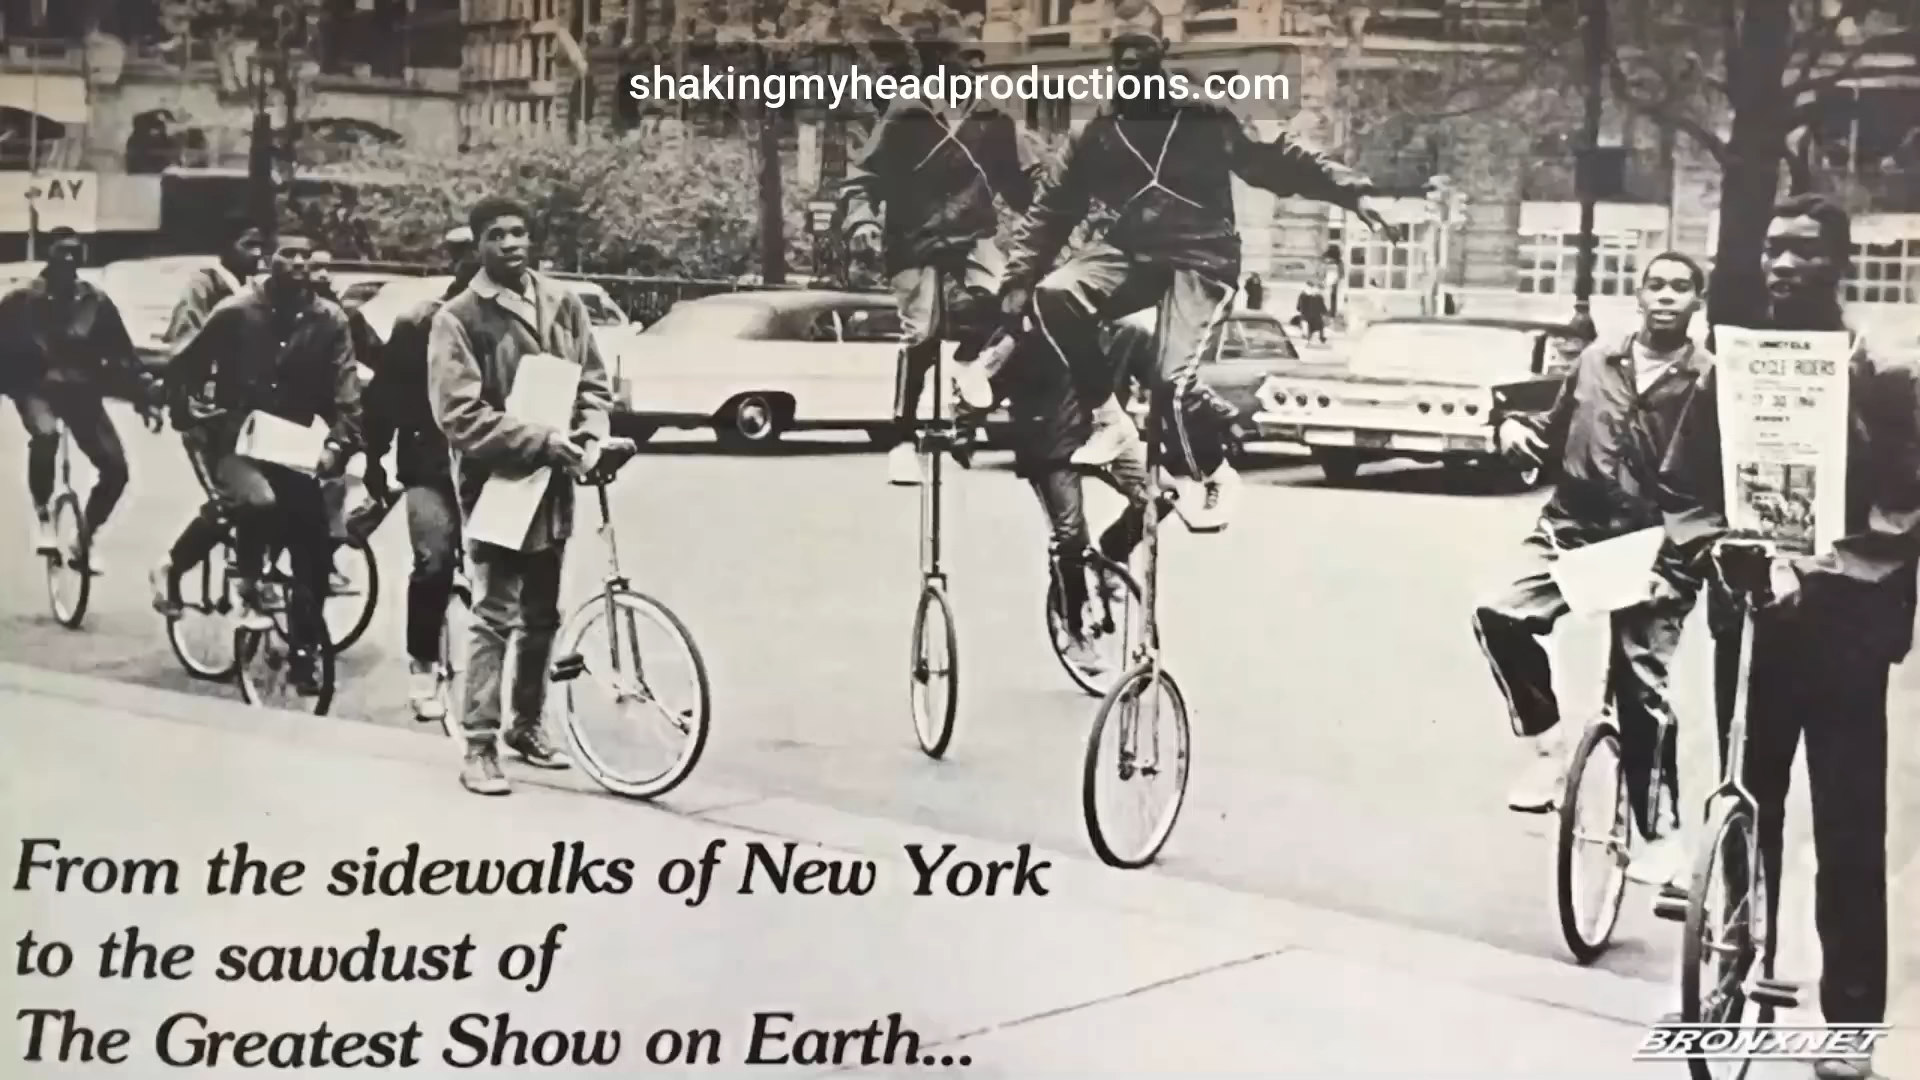 shakingmyheadproductions.com
AY
UNICYCLE
CYCLE RIDERS
From the sidewalks of New York
to the sawdust of
The Greatest Show on Earth...
BRONXNET